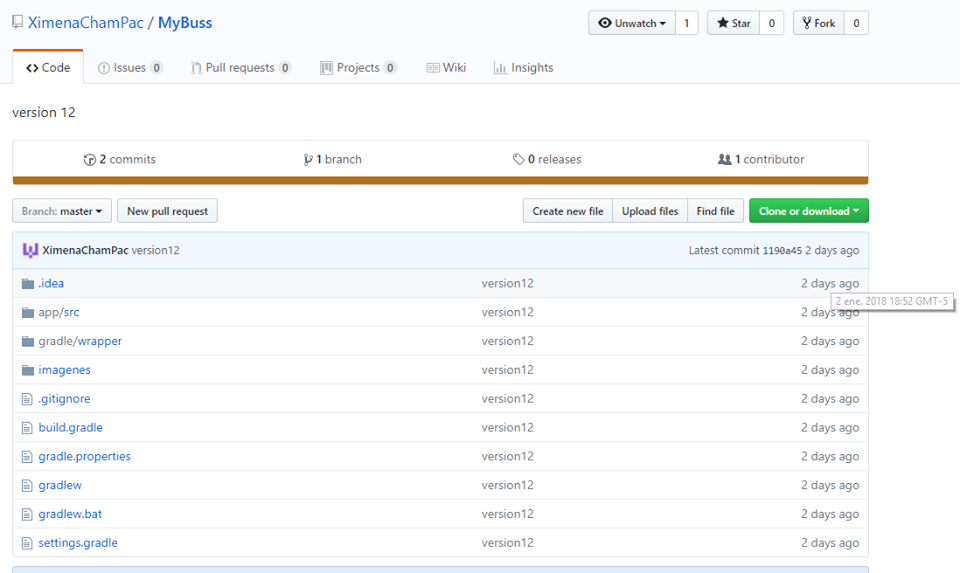 XimenaChamPac / MyBuss
Unwatch 1 Star 0 Fork 0
Code Issues 0 Pull requests 0 Projects 0 Wiki Insights
version 12
2 commits 1 branch 0 releases 1 contributor
Branch: master New pull request Create new file Upload files Find file Clone or download
XimenaChamPac version12 Latest commit 1190a45 2 days ago
.idea version12 2 days ago
2 ene. 2018 18:52 GMT-5
app/src version12 2 days ago
gradle/wrapper version12 2 days ago
imagenes version12 2 days ago
.gitignore version12 2 days ago
build.gradle version12 2 days ago
gradle.properties version12 2 days ago
gradlew version12 2 days ago
gradlew.bat version12 2 days ago
settings.gradle version12 2 days ago